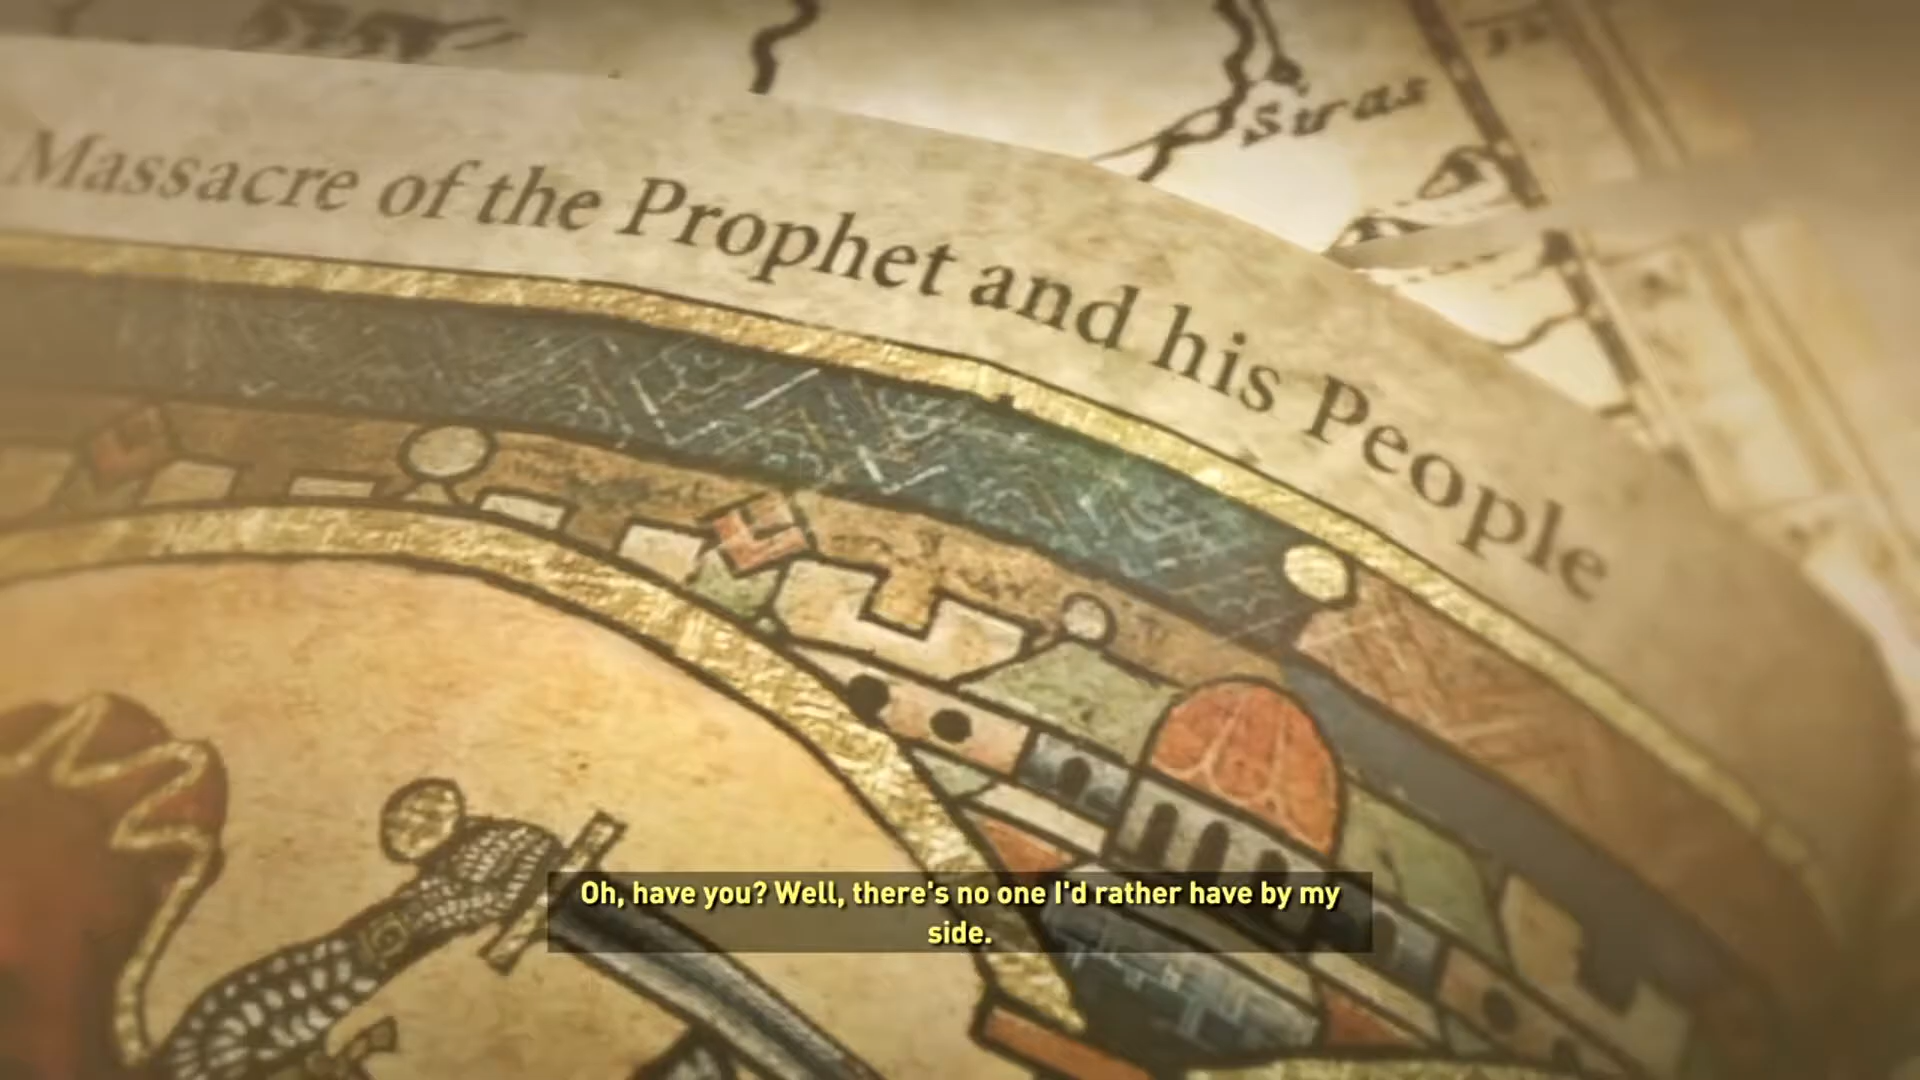 Siras
Massacre of the Prophet and his People
Oh, have you? Well, there's no one I'd rather have by my
side.